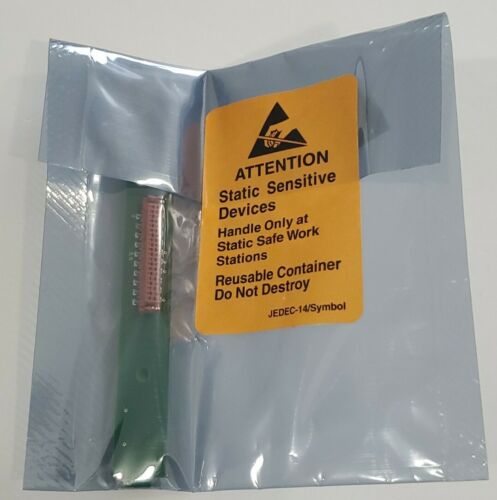 ATTENTION
Static Sensitive
Devices
Handle Only at
Static Safe Work
Stations
Reusable Container
Do Not Destroy
JEDEC-14/Symbol